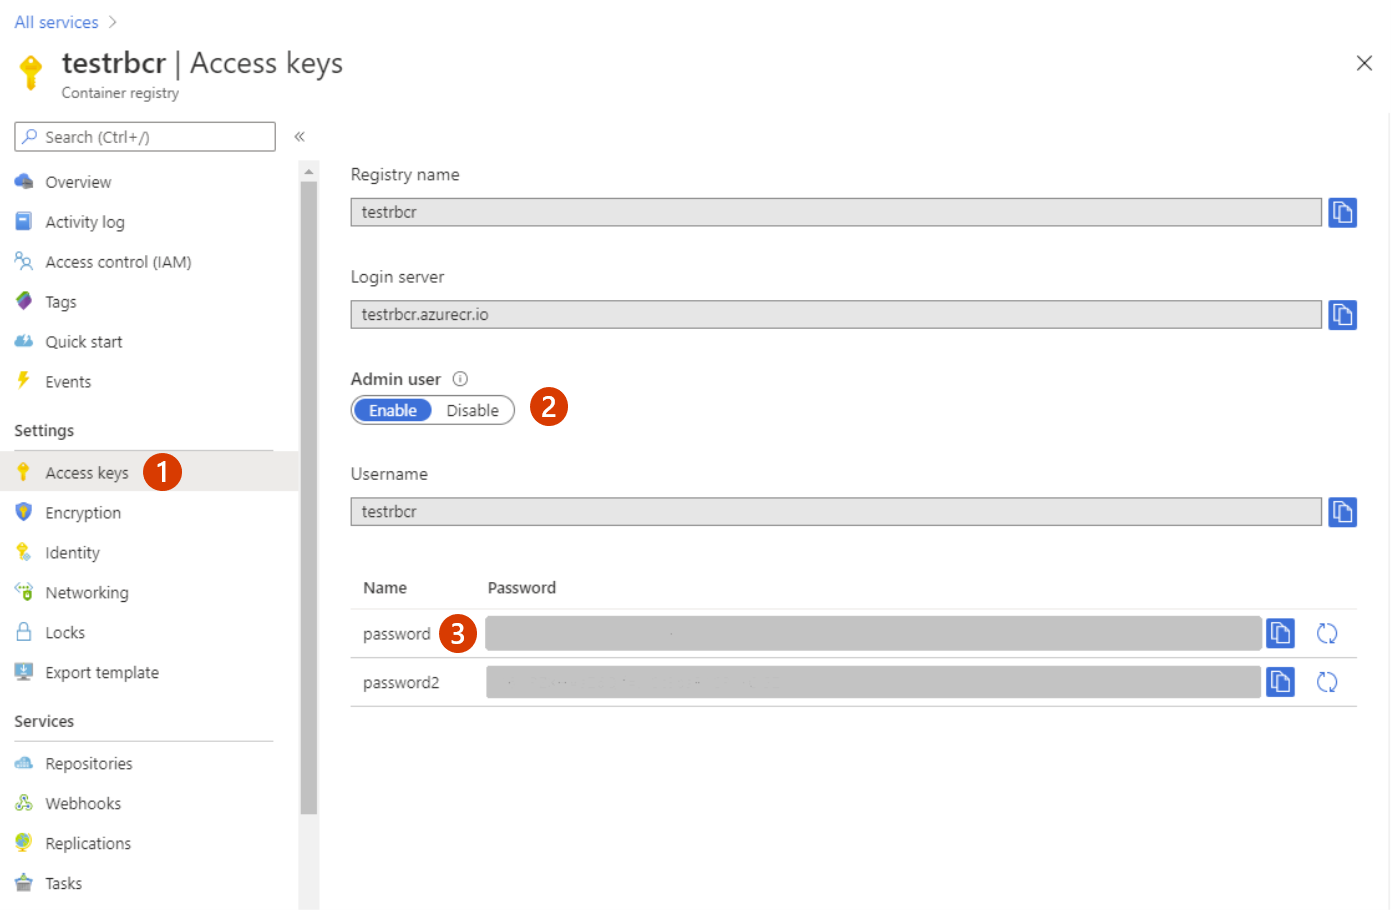 All services
testrbcr | Access keys
Container registry
Search (Ctrl+/)
Overview
Activity log
Access control (IAM)
Tags
Quick start
Events
Settings
Access keys 1
Encryption
Identity
Networking
Locks
Export template
Services
Repositories
Webhooks
Replications
Tasks
Registry name
testrbcr
Login server
testrbcr.azurecr.io
Admin user
Enable Disable 2
Username
testrbcr
Name Password
password 3
password2